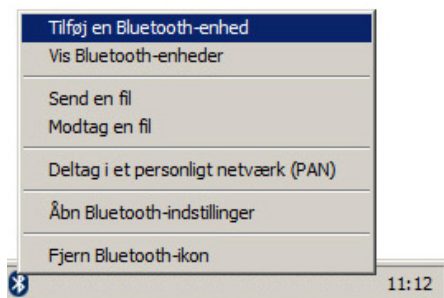 Tilføj en Bluetooth-enhed
Vis Bluetooth-enheder
Send en fil
Modtag en fil
Deltag i et personligt netværk (PAN)
Åbn Bluetooth-indstillinger
Fjern Bluetooth-ikon
11:12